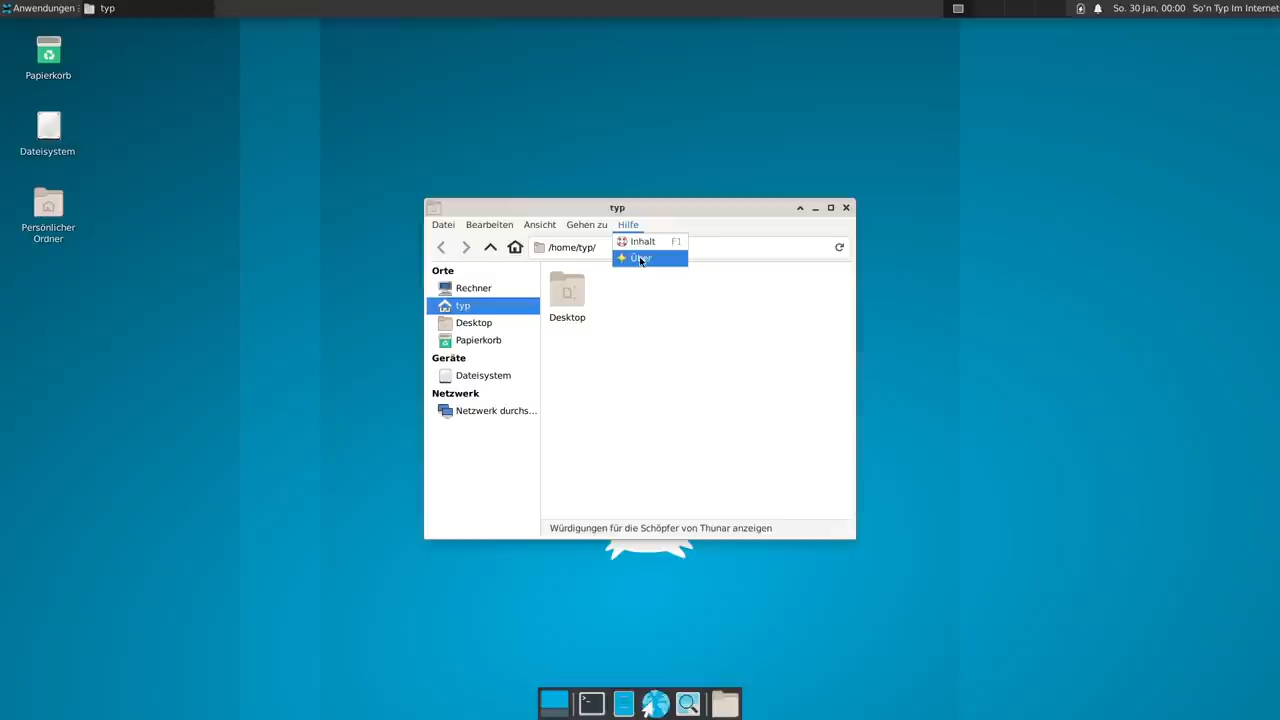 Anwendungen typ So. 30 Jan, 00:00 So'n Typ Im Internet
Papierkorb
Dateisystem
Persönlicher
Ordner
typ
Datei Bearbeiten Ansicht Gehen zu Hilfe
/home/typ/
Inhalt F1
Über
Orte
Rechner
typ
Desktop
Papierkorb
Geräte
Dateisystem
Netzwerk
Netzwerk durchs...
Desktop
Würdigungen für die Schöpfer von Thunar anzeigen